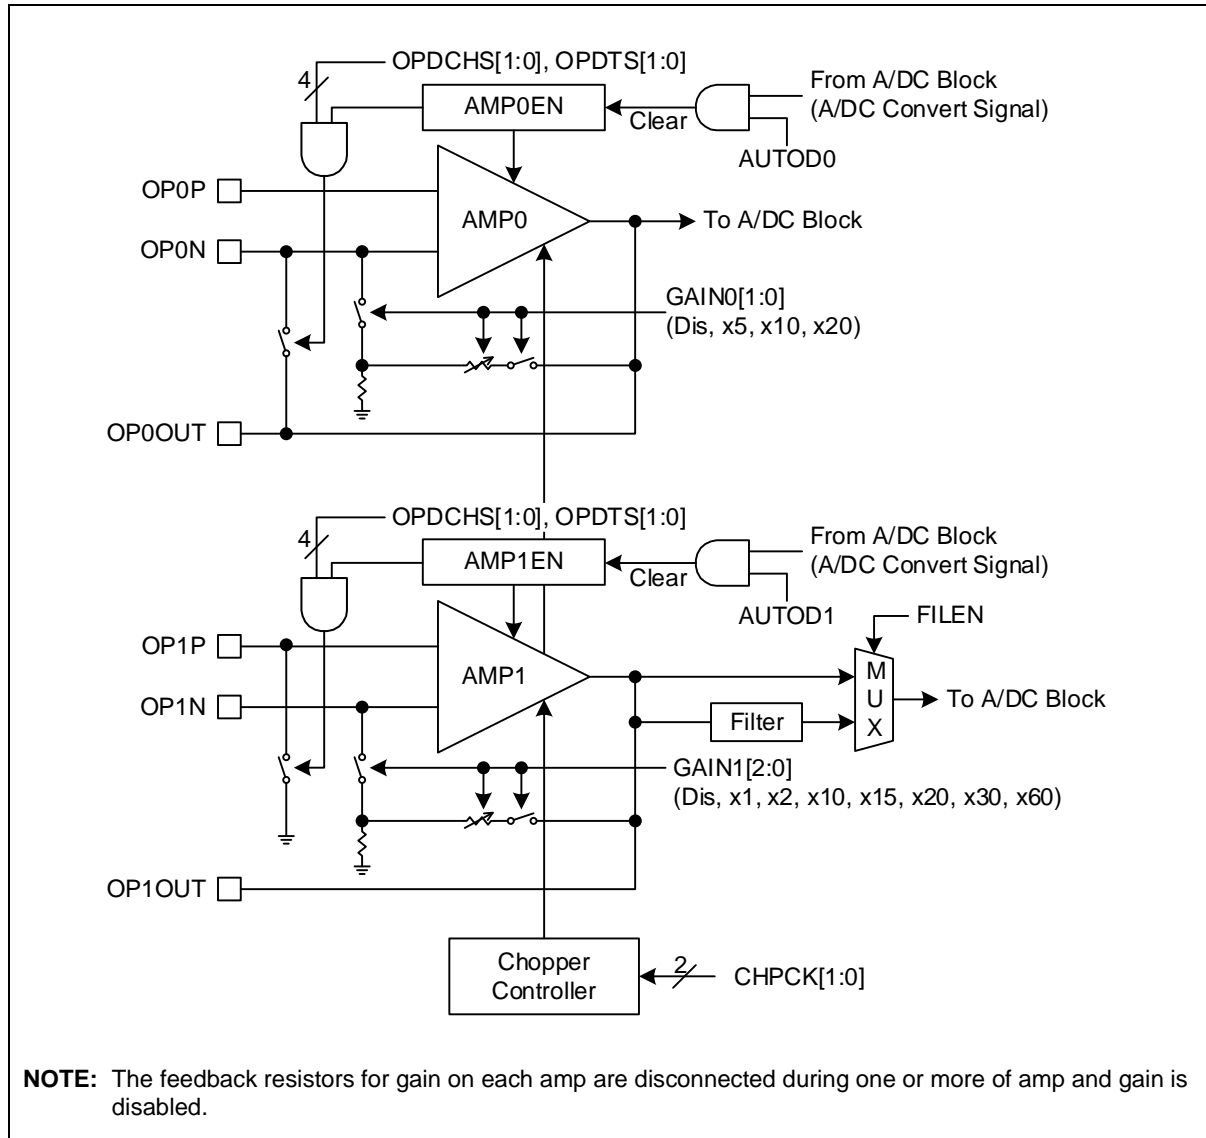 OPDCHS[1:0], OPDTS[1:0]
4
AMP0EN
Clear
From A/DC Block
(A/DC Convert Signal)
AUTOD0
OP0P
AMP0
To A/DC Block
OP0N
GAIN0[1:0]
(Dis, x5, x10, x20)
OP0OUT
OPDCHS[1:0], OPDTS[1:0]
4
AMP1EN
Clear
From A/DC Block
(A/DC Convert Signal)
AUTOD1
FILEN
OP1P
AMP1
OP1N
MUX
To A/DC Block
Filter
GAIN1[2:0]
(Dis, x1, x2, x10, x15, x20, x30, x60)
OP1OUT
Chopper
Controller
2
CHPCK[1:0]
NOTE: The feedback resistors for gain on each amp are disconnected during one or more of amp and gain is
disabled.